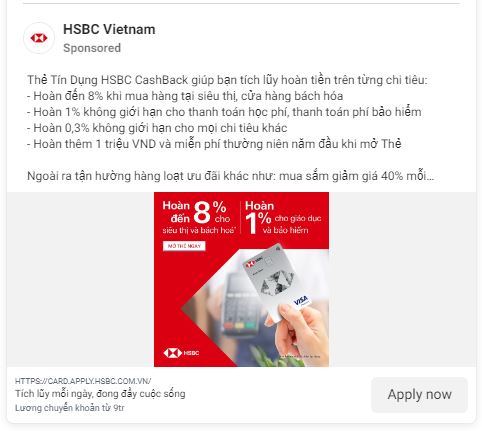 HSBC Vietnam
Sponsored
Thẻ Tín Dụng HSBC CashBack giúp bạn tích lũy hoàn tiền trên từng chi tiêu:
- Hoàn đến 8% khi mua hàng tại siêu thị, cửa hàng bách hóa
- Hoàn 1% không giới hạn cho thanh toán học phí, thanh toán phí bảo hiểm
- Hoàn 0,3% không giới hạn cho mọi chi tiêu khác
- Hoàn thêm 1 triệu VND và miễn phí thường niên năm đầu khi mở Thẻ
Ngoài ra tận hưởng hàng loạt ưu đãi khác như: mua sắm giảm giá 40% mỗi...
Hoàn đến 8% cho siêu thị và bách hoá*
Hoàn 1% cho giáo dục và bảo hiểm
MỞ THẺ NGAY
HSBC
VISA
HSBC
HTTPS://CARD.APPLY.HSBC.COM.VN/
Tích lũy mỗi ngày, đong đầy cuộc sống
Lương chuyển khoản từ 9tr
Apply now